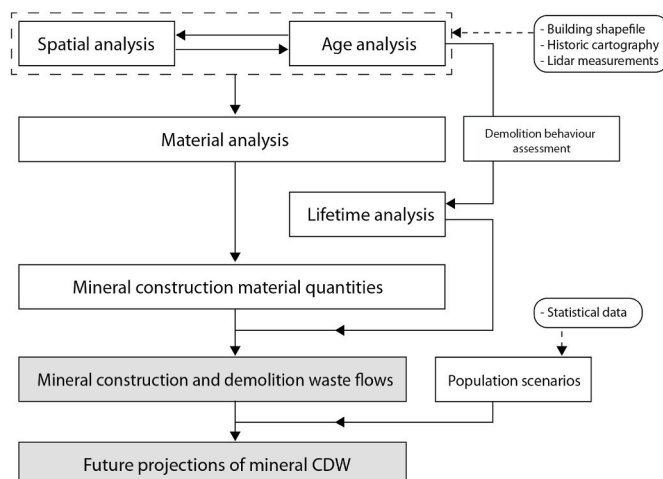 Spatial analysis
Age analysis
- Building shapefile
- Historic cartography
- Lidar measurements
Material analysis
Demolition behaviour
assessment
Lifetime analysis
Mineral construction material quantities
- Statistical data
Mineral construction and demolition waste flows
Population scenarios
Future projections of mineral CDW